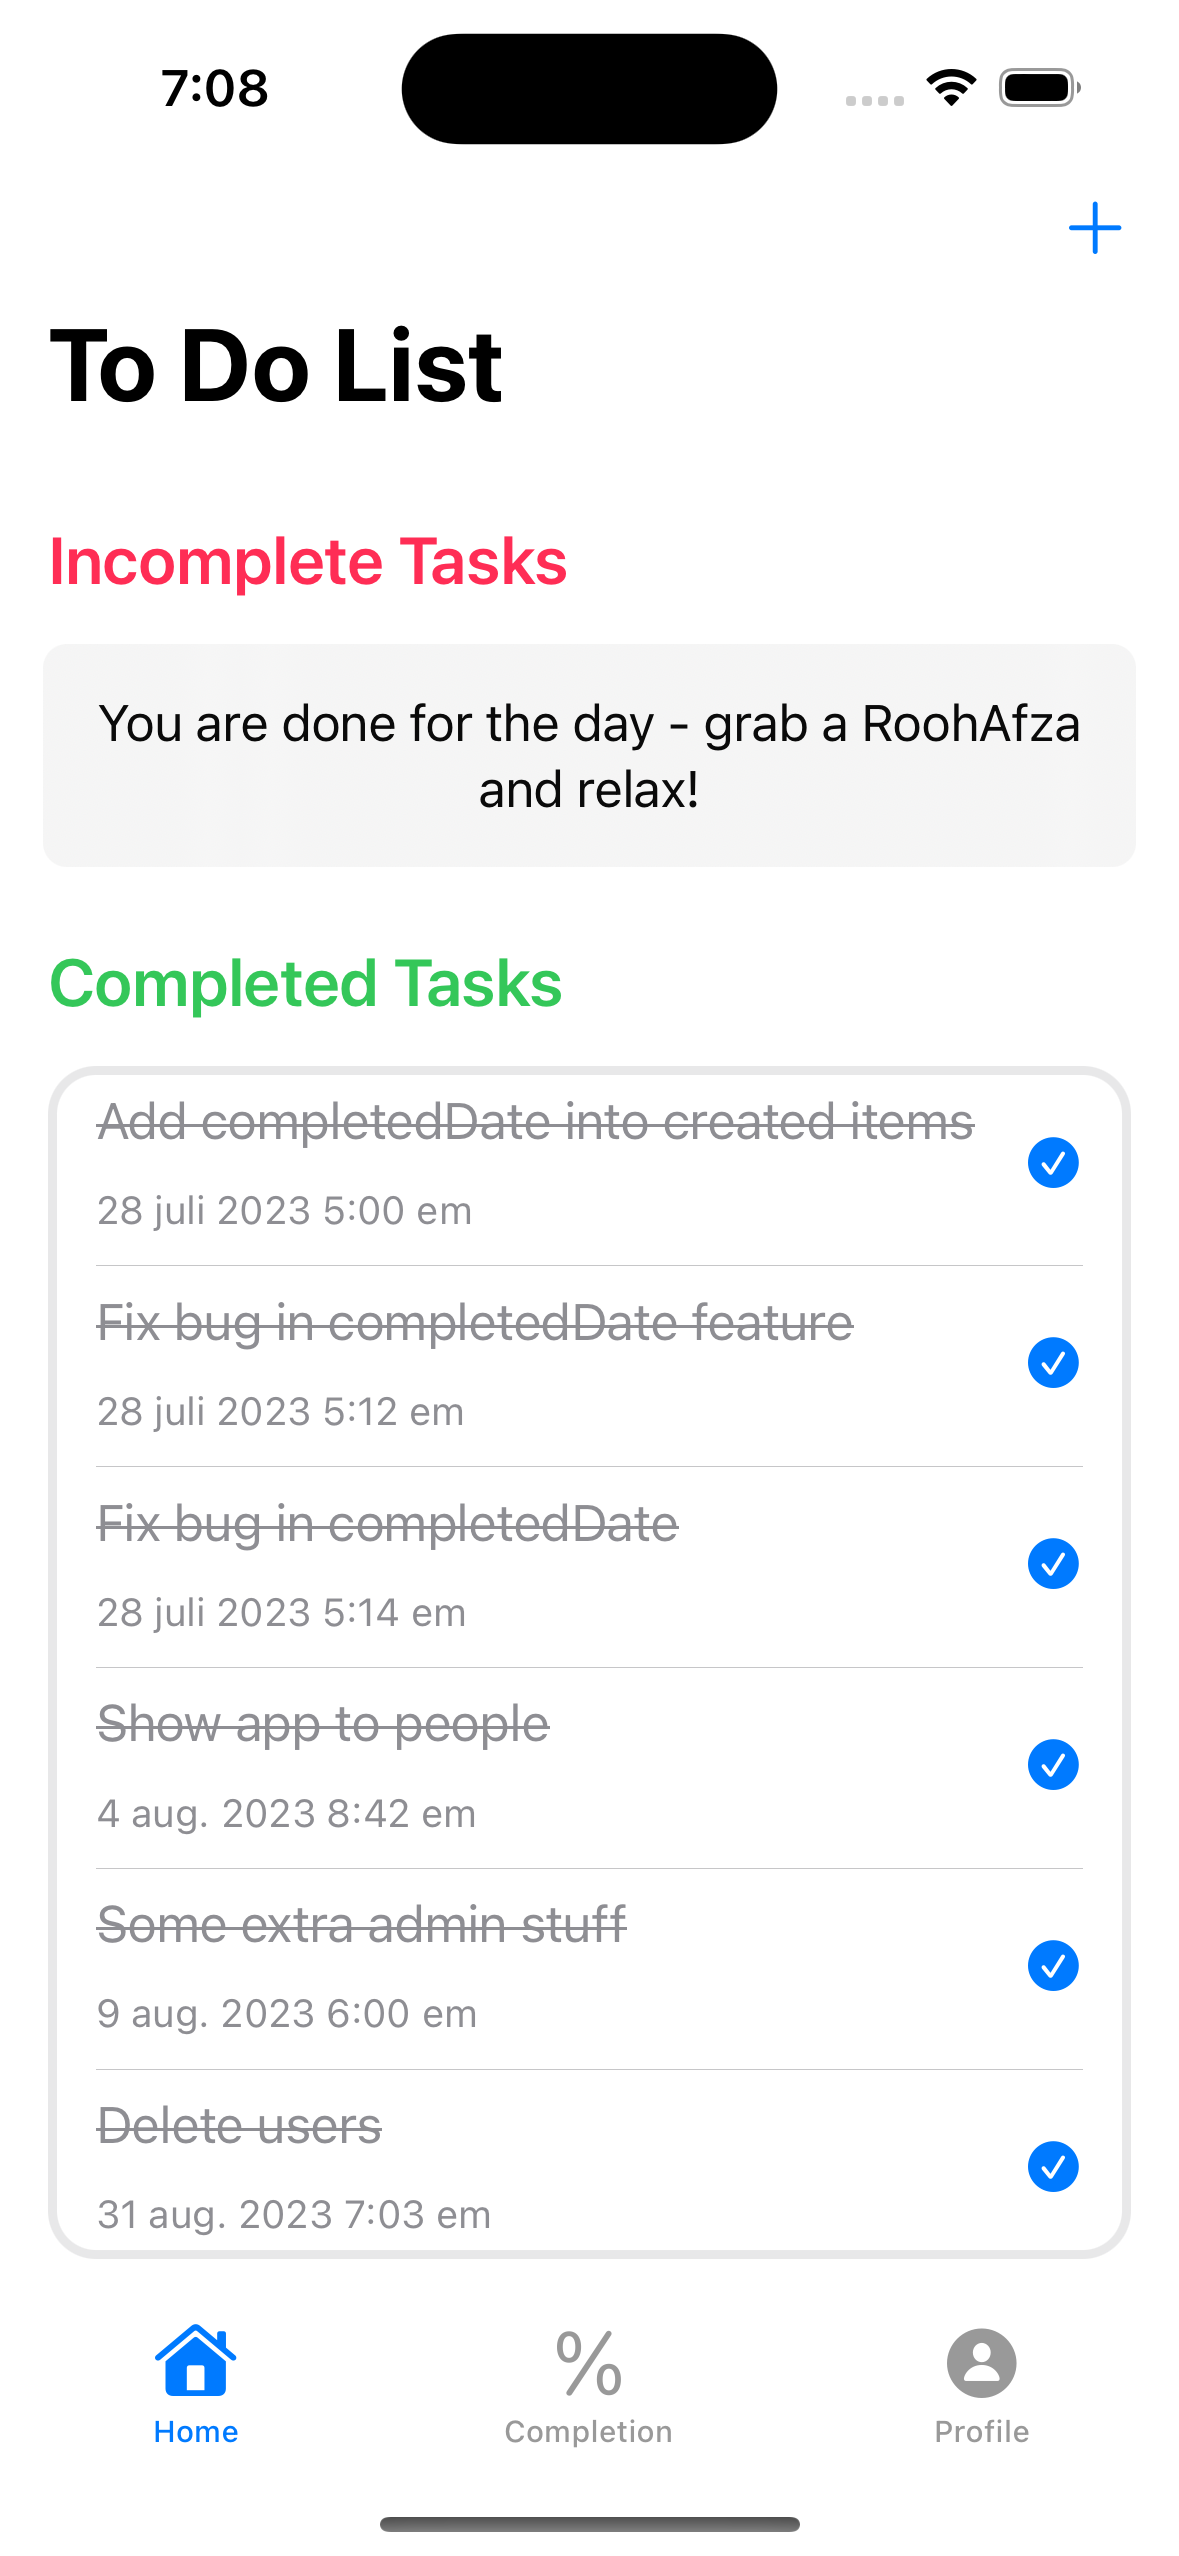 7:08
To Do List
Incomplete Tasks
You are done for the day - grab a RoohAfza
and relax!
Completed Tasks
Add completedDate into created items
28 juli 2023 5:00 em
Fix bug in completedDate feature
28 juli 2023 5:12 em
Fix bug in completedDate
28 juli 2023 5:14 em
Show app to people
4 aug. 2023 8:42 em
Some extra admin stuff
9 aug. 2023 6:00 em
Delete users
31 aug. 2023 7:03 em
Home
Completion
Profile